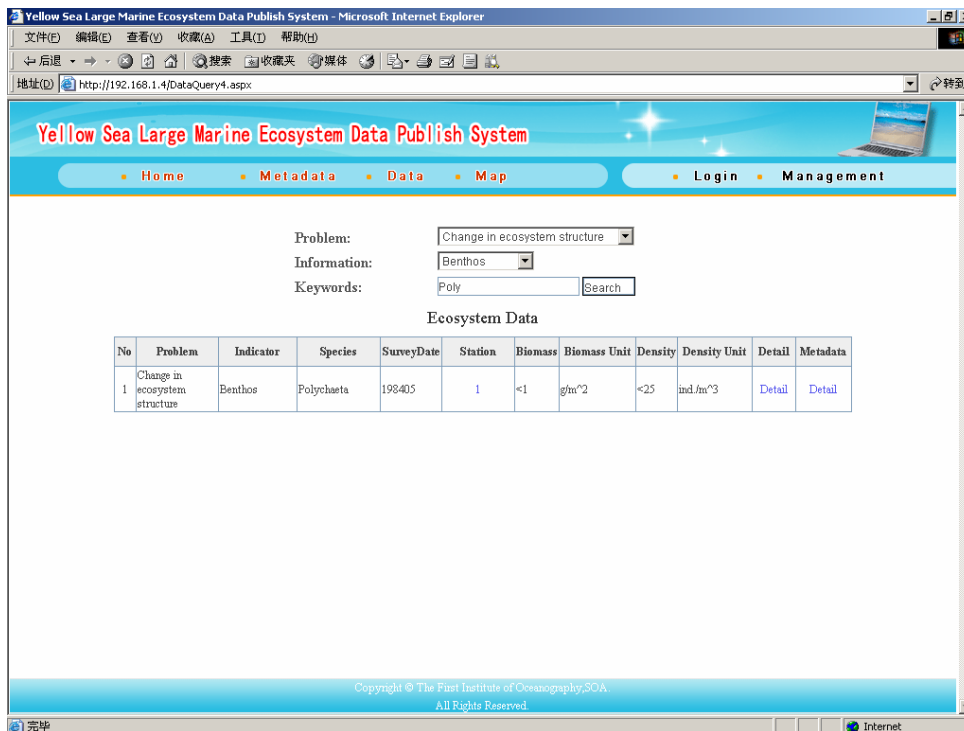 Yellow Sea Large Marine Ecosystem Data Publish System - Microsoft Internet Explorer
文件(F) 编辑(E) 查看(V) 收藏(A) 工具(T) 帮助(H)
后退 搜索 收藏夹 媒体
地址(D) http://192.168.1.4/DataQuery4.aspx 转到
Yellow Sea Large Marine Ecosystem Data Publish System
Home Metadata Data Map Login Management
Problem: Change in ecosystem structure
Information: Benthos
Keywords: Poly Search
Ecosystem Data
No Problem Indicator Species SurveyDate Station Biomass Biomass Unit Density Density Unit Detail Metadata
1 Change in ecosystem structure Benthos Polychaeta 198405 1 <1 g/m^2 <25 ind./m^3 Detail Detail
Copyright © The First Institute of Oceanography,SOA.
All Rights Reserved.
完毕 Internet